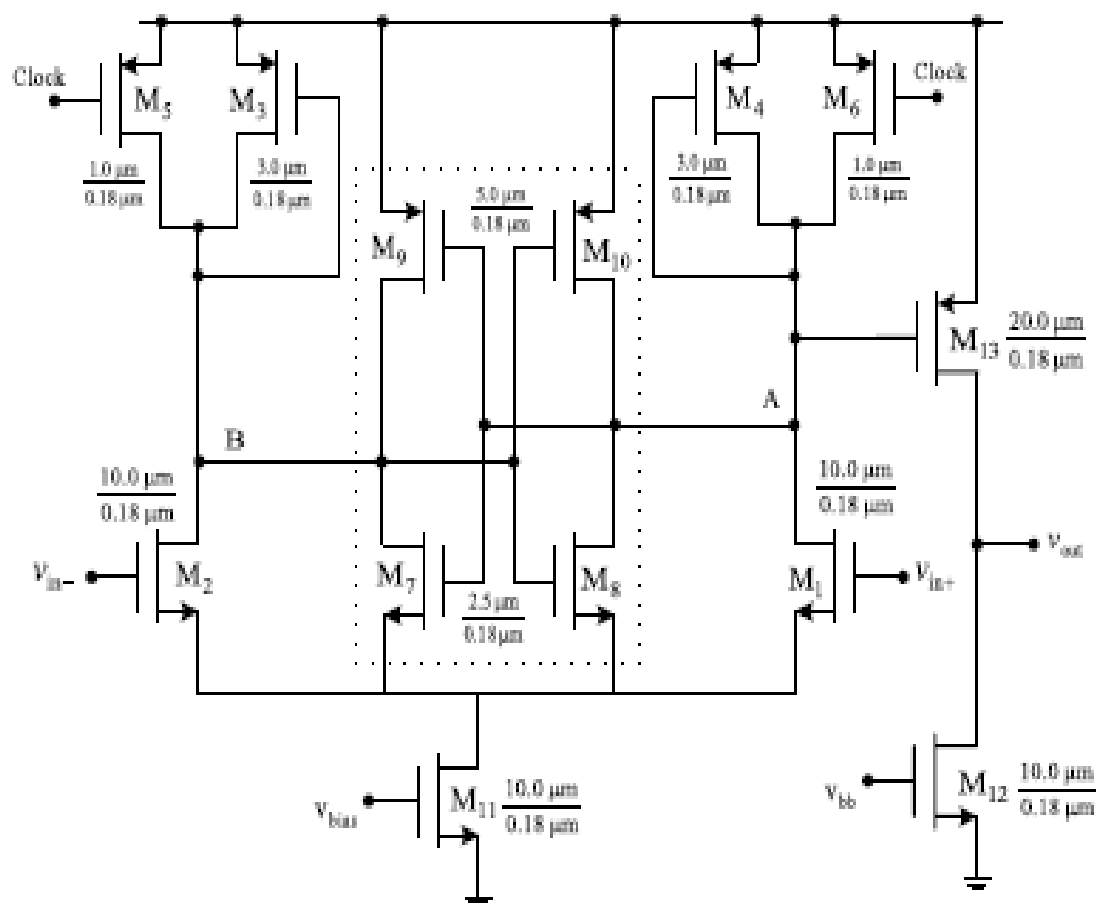 Clock
M5
M3
M4
M6
Clock
1.0 µm
0.18 µm
3.0 µm
0.18 µm
5.0 µm
0.18 µm
3.0 µm
0.18 µm
1.0 µm
0.18 µm
M9
M10
M13
20.0 µm
0.18 µm
A
B
10.0 µm
0.18 µm
10.0 µm
0.18 µm
Vin−
M2
M7
2.5 µm
0.18 µm
M8
M1
Vin+
vout
vbias
M11
10.0 µm
0.18 µm
vbb
M12
10.0 µm
0.18 µm